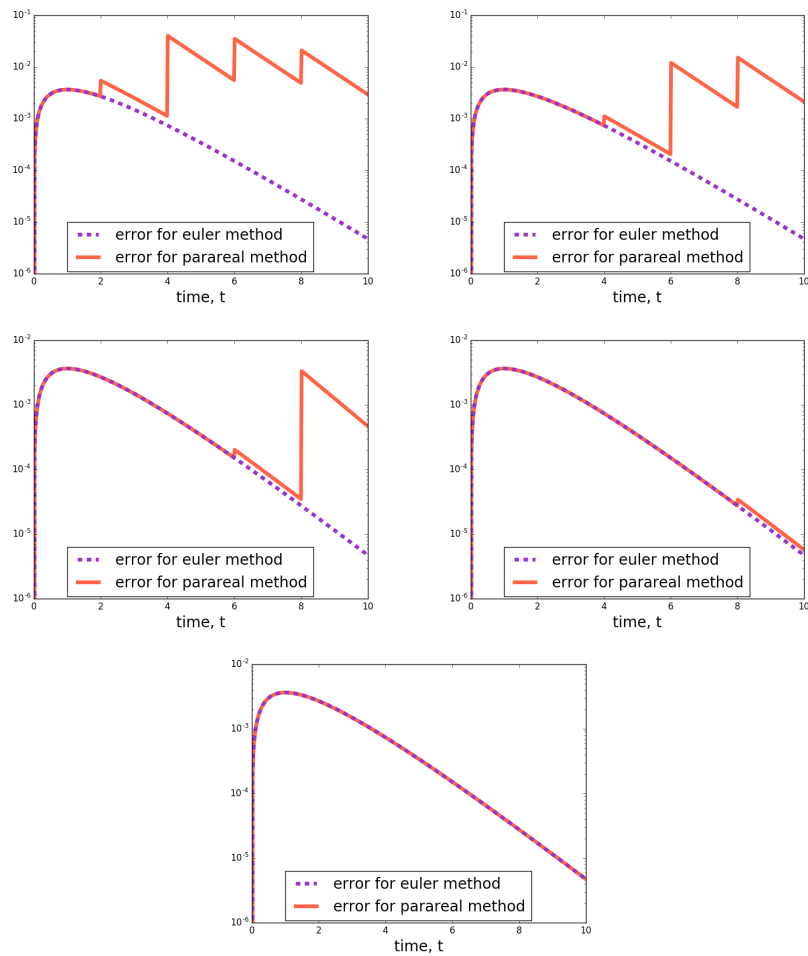 10⁻¹
10⁻²
10⁻³
10⁻⁴
10⁻⁵
10⁻⁶
error for euler method
error for parareal method
0 2 4 6 8 10
time, t
10⁻¹
10⁻²
10⁻³
10⁻⁴
10⁻⁵
10⁻⁶
error for euler method
error for parareal method
0 2 4 6 8 10
time, t
10⁻²
10⁻³
10⁻⁴
10⁻⁵
10⁻⁶
error for euler method
error for parareal method
0 2 4 6 8 10
time, t
10⁻²
10⁻³
10⁻⁴
10⁻⁵
10⁻⁶
error for euler method
error for parareal method
0 2 4 6 8 10
time, t
10⁻²
10⁻³
10⁻⁴
10⁻⁵
10⁻⁶
error for euler method
error for parareal method
0 2 4 6 8 10
time, t